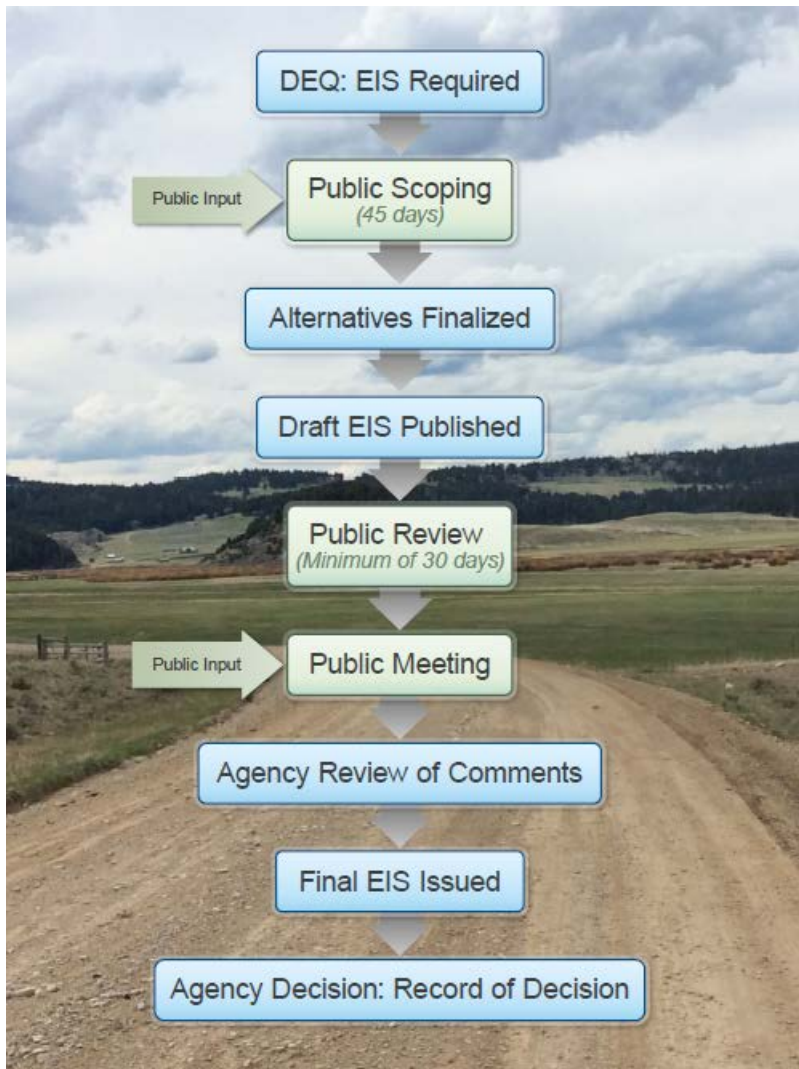 DEQ: EIS Required
Public Input
Public Scoping
(45 days)
Alternatives Finalized
Draft EIS Published
Public Review
(Minimum of 30 days)
Public Input
Public Meeting
Agency Review of Comments
Final EIS Issued
Agency Decision: Record of Decision